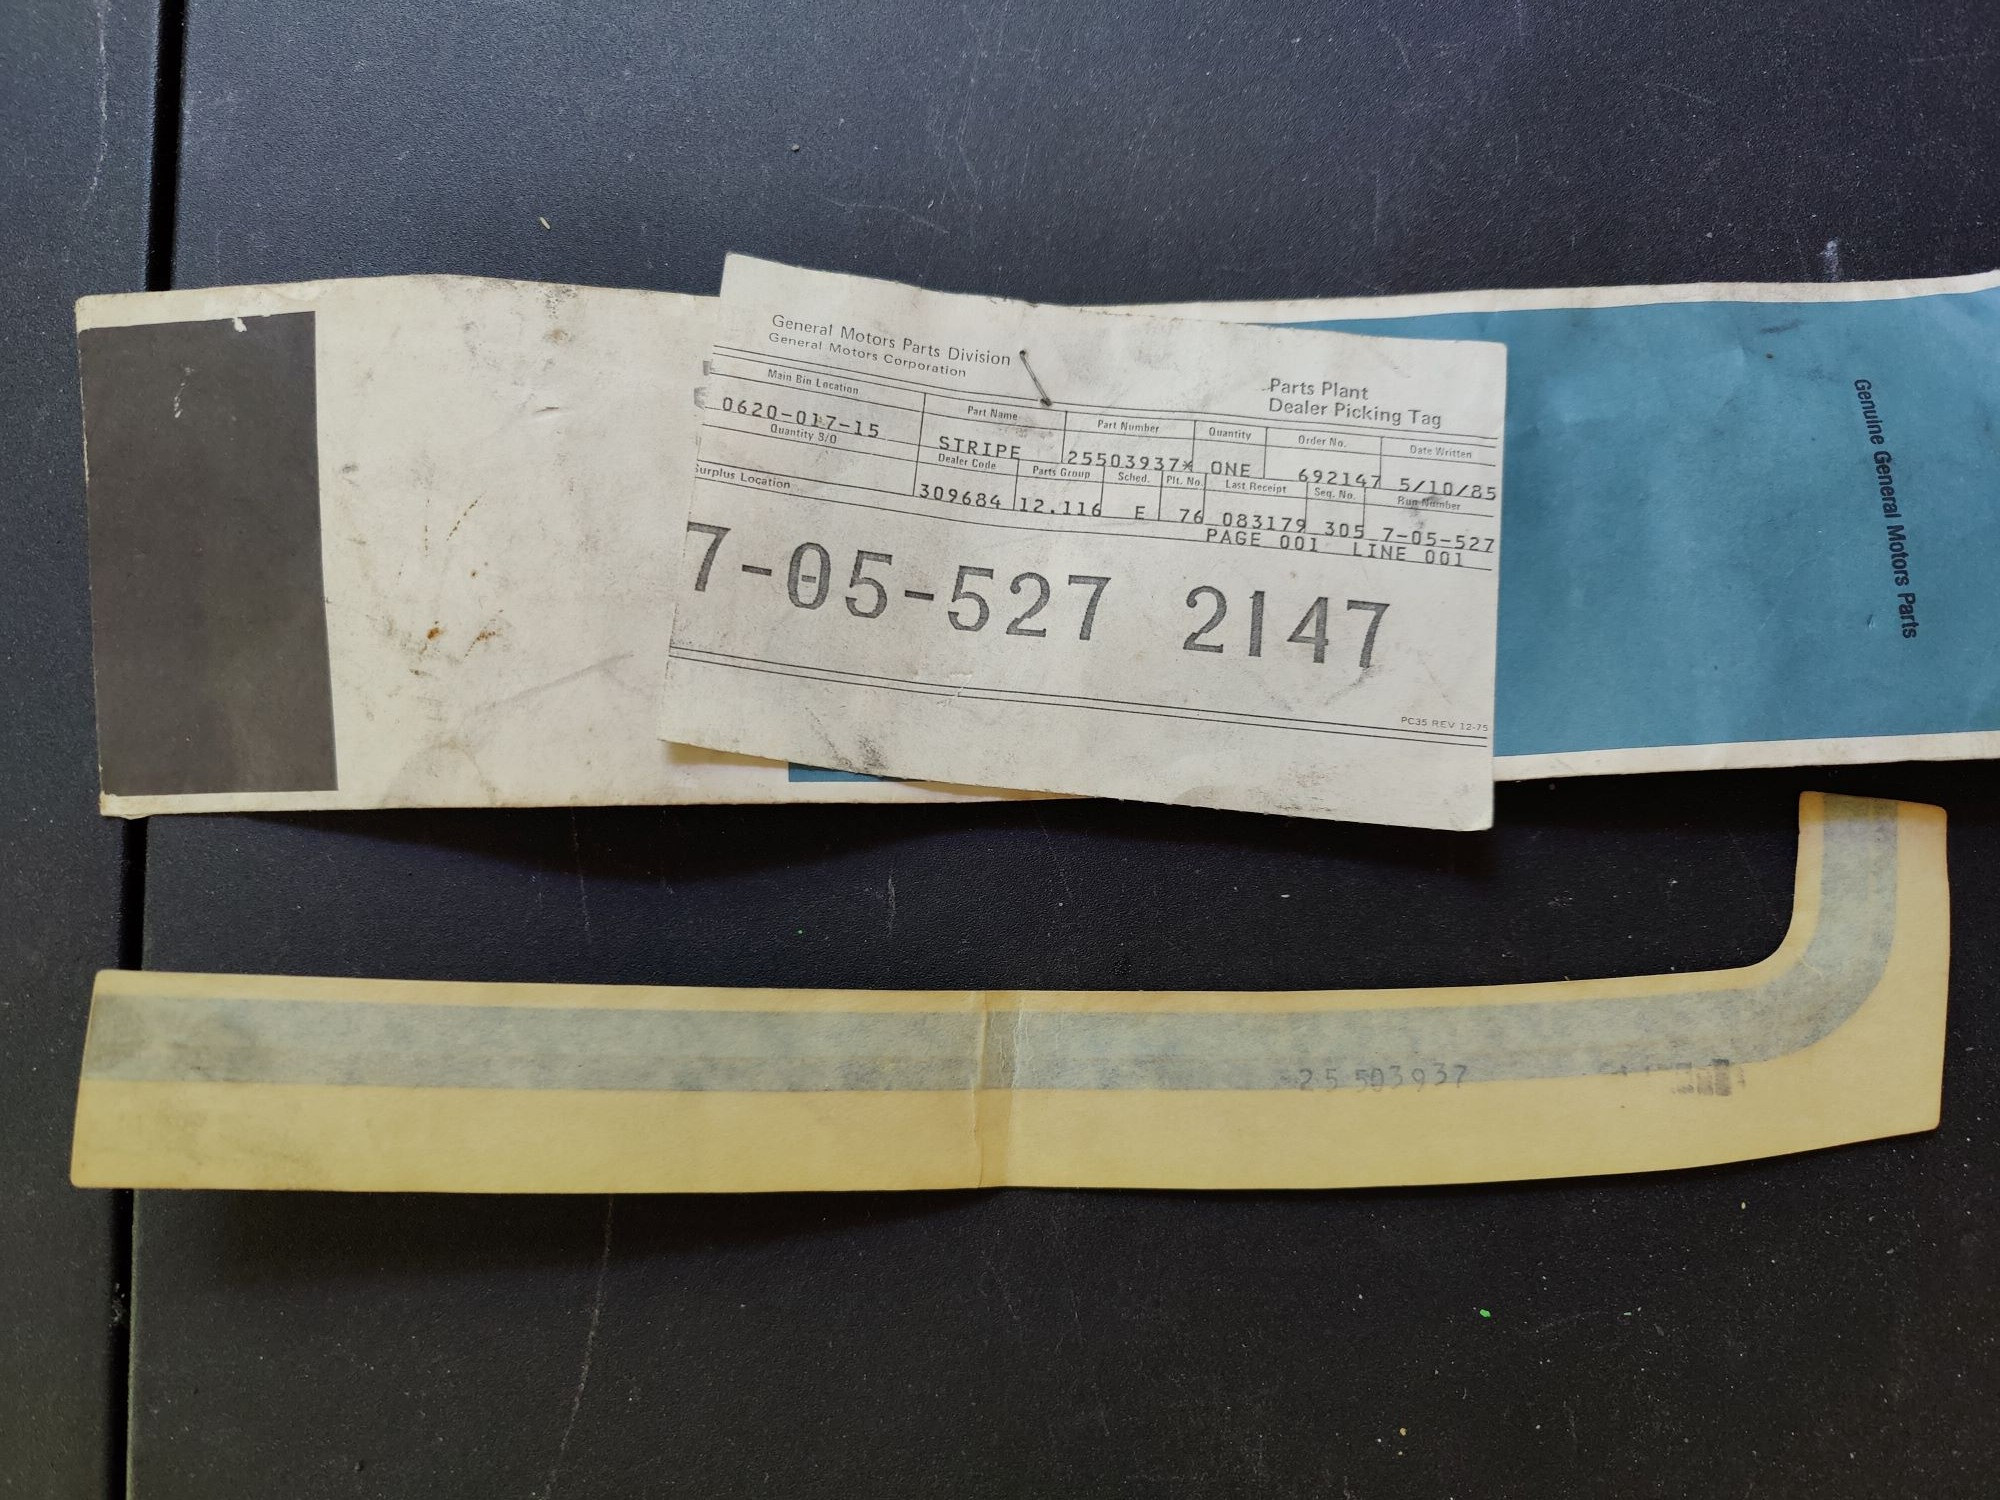 General Motors Parts Division
General Motors Corporation
Parts Plant
Dealer Picking Tag
Main Bin Location
Part Name
Part Number
Quantity
Order No.
Date Written
0620-017-15
STRIPE
25503937*
ONE
692147
5/10/85
Quantity B/O
Dealer Code
Parts Group
Sched.
Plt. No.
Last Receipt
Seq. No.
Run Number
309684
12.116
E
76
083179
305
7-05-527
Surplus Location
PAGE 001 LINE 001
7-05-527 2147
PC35 REV 12-75
Genuine General Motors Parts
25503937